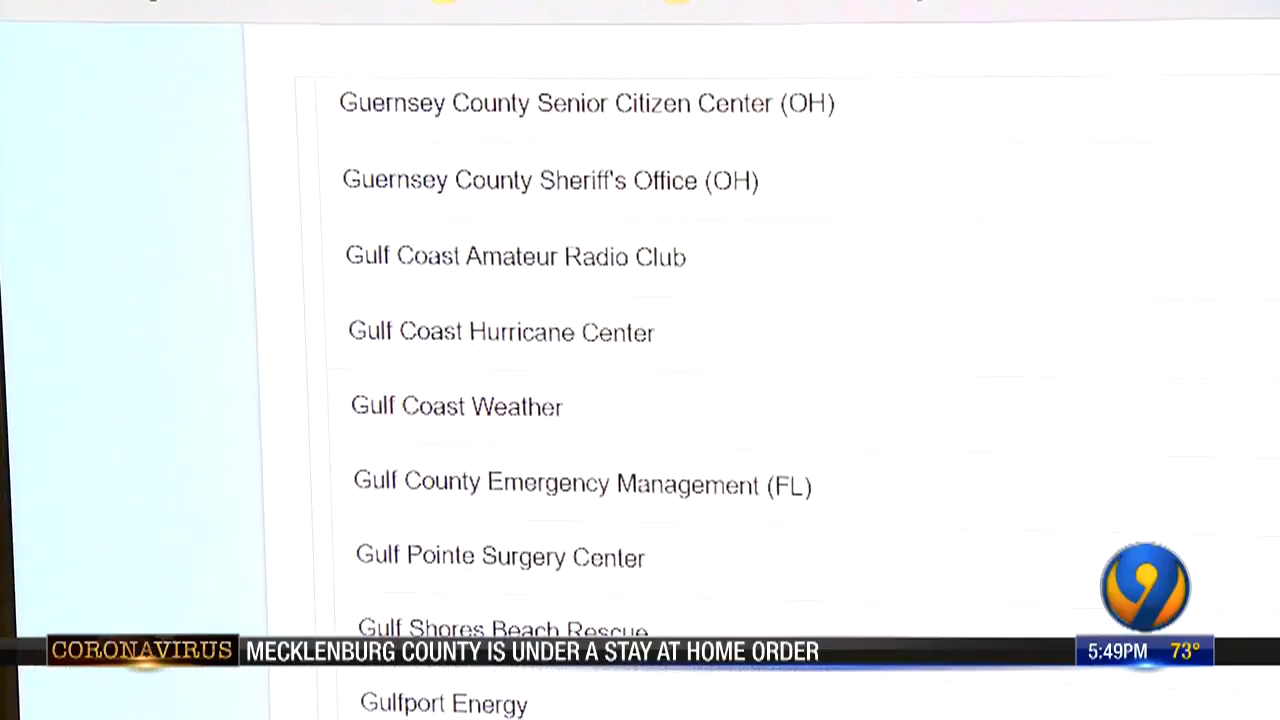 Guernsey County Senior Citizen Center (OH)
Guernsey County Sheriff's Office (OH)
Gulf Coast Amateur Radio Club
Gulf Coast Hurricane Center
Gulf Coast Weather
Gulf County Emergency Management (FL)
Gulf Pointe Surgery Center
Gulf Shores Beach Rescue
CORONAVIRUS MECKLENBURG COUNTY IS UNDER A STAY AT HOME ORDER 5:49PM 73°
9
Gulfport Energy